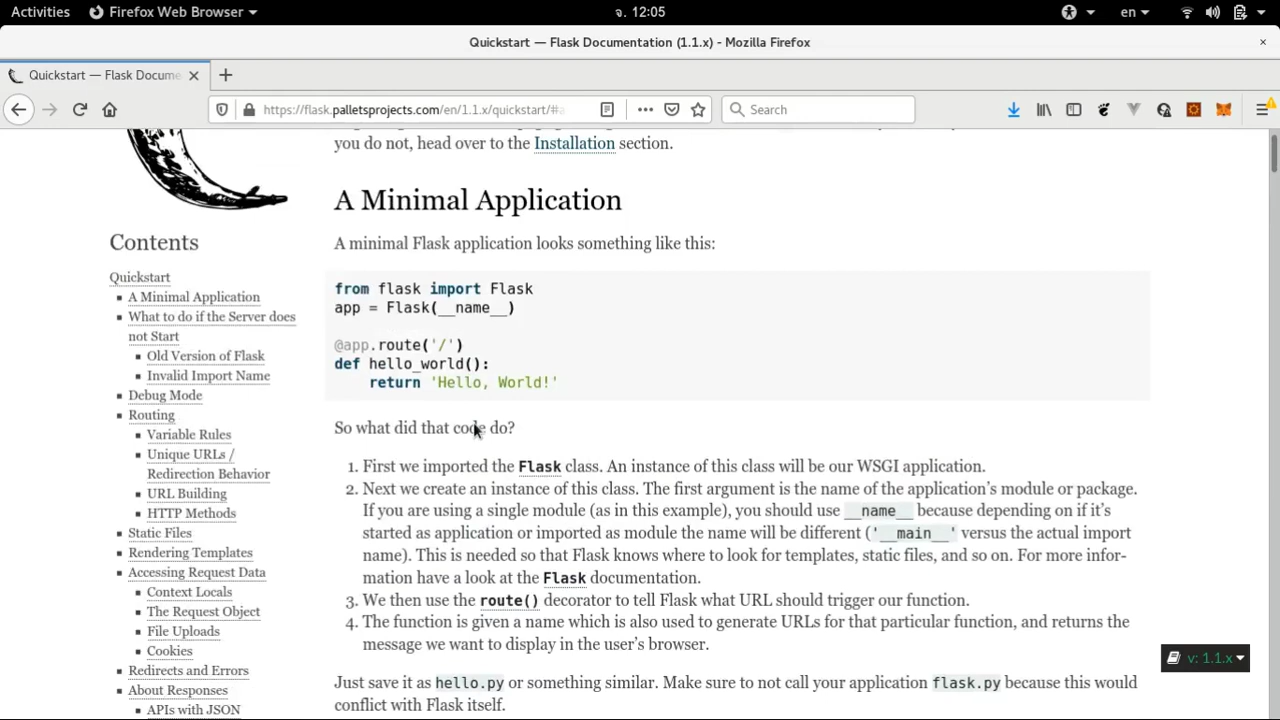 Activities Firefox Web Browser จ. 12:05 en
Quickstart — Flask Documentation (1.1.x) - Mozilla Firefox ×
Quickstart — Flask Docume
https://flask.palletsprojects.com/en/1.1.x/quickstart/#a Search
you do not, head over to the Installation section.
A Minimal Application
A minimal Flask application looks something like this:
from flask import Flask
app = Flask(__name__)
@app.route('/')
def hello_world():
return 'Hello, World!'
So what did that code do?
1. First we imported the Flask class. An instance of this class will be our WSGI application.
2. Next we create an instance of this class. The first argument is the name of the application’s module or package.
If you are using a single module (as in this example), you should use __name__ because depending on if it’s
started as application or imported as module the name will be different ('__main__' versus the actual import
name). This is needed so that Flask knows where to look for templates, static files, and so on. For more infor-
mation have a look at the Flask documentation.
3. We then use the route() decorator to tell Flask what URL should trigger our function.
4. The function is given a name which is also used to generate URLs for that particular function, and returns the
message we want to display in the user’s browser.
Just save it as hello.py or something similar. Make sure to not call your application flask.py because this would
conflict with Flask itself.
Contents
Quickstart
A Minimal Application
What to do if the Server does
not Start
Old Version of Flask
Invalid Import Name
Debug Mode
Routing
Variable Rules
Unique URLs /
Redirection Behavior
URL Building
HTTP Methods
Static Files
Rendering Templates
Accessing Request Data
Context Locals
The Request Object
File Uploads
Cookies
Redirects and Errors
About Responses
APIs with JSON
v: 1.1.x